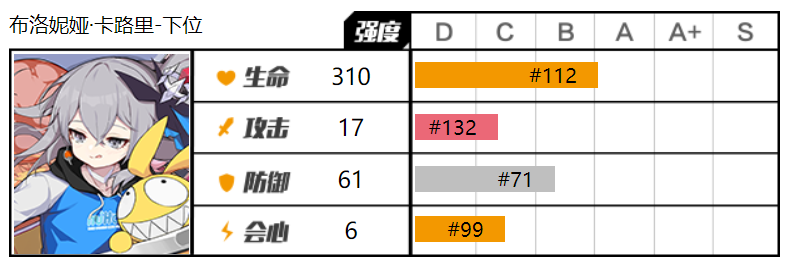 布洛妮娅·卡路里-下位
强度 D C B A A+ S
生命 310 #112
攻击 17 #132
防御 61 #71
会心 6 #99